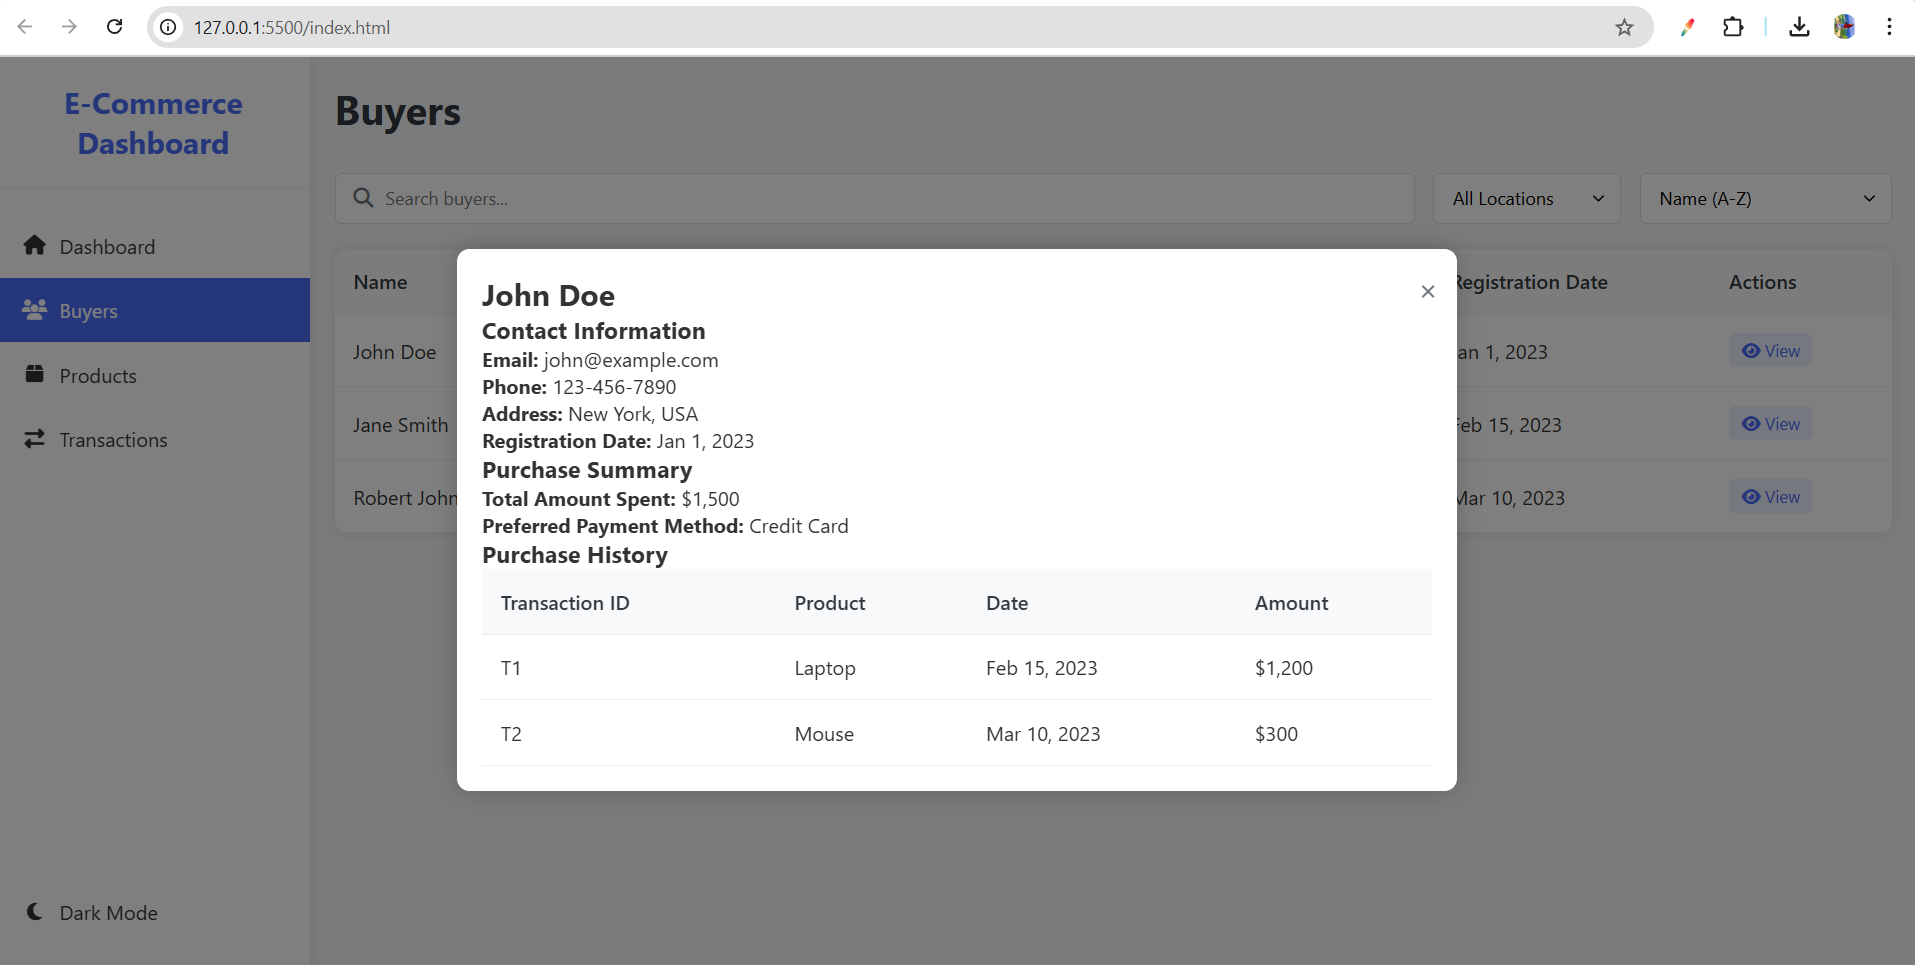 127.0.0.1:5500/index.html
E-Commerce
Dashboard
Dashboard
Buyers
Products
Transactions
Dark Mode
Buyers
Search buyers...
All Locations
Name (A-Z)
Name
Registration Date
Actions
John Doe
an 1, 2023
View
Jane Smith
Feb 15, 2023
View
Robert John
Mar 10, 2023
View
John Doe
×
Contact Information
Email: john@example.com
Phone: 123-456-7890
Address: New York, USA
Registration Date: Jan 1, 2023
Purchase Summary
Total Amount Spent: $1,500
Preferred Payment Method: Credit Card
Purchase History
Transaction ID Product Date Amount
T1 Laptop Feb 15, 2023 $1,200
T2 Mouse Mar 10, 2023 $300